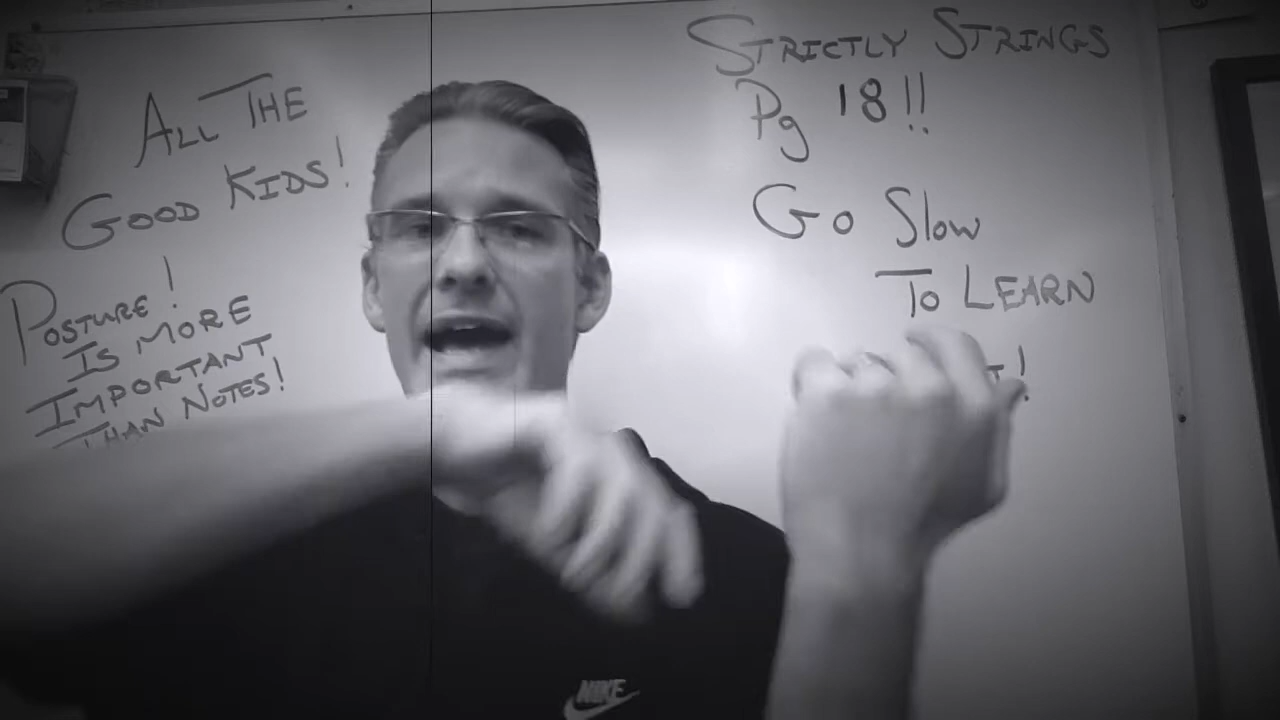 ALL THE
GOOD KIDS!
POSTURE!
IS MORE
IMPORTANT
THAN NOTES!
STRICTLY STRINGS
Pg 18!!
GO Slow
TO LEARN
NIKE